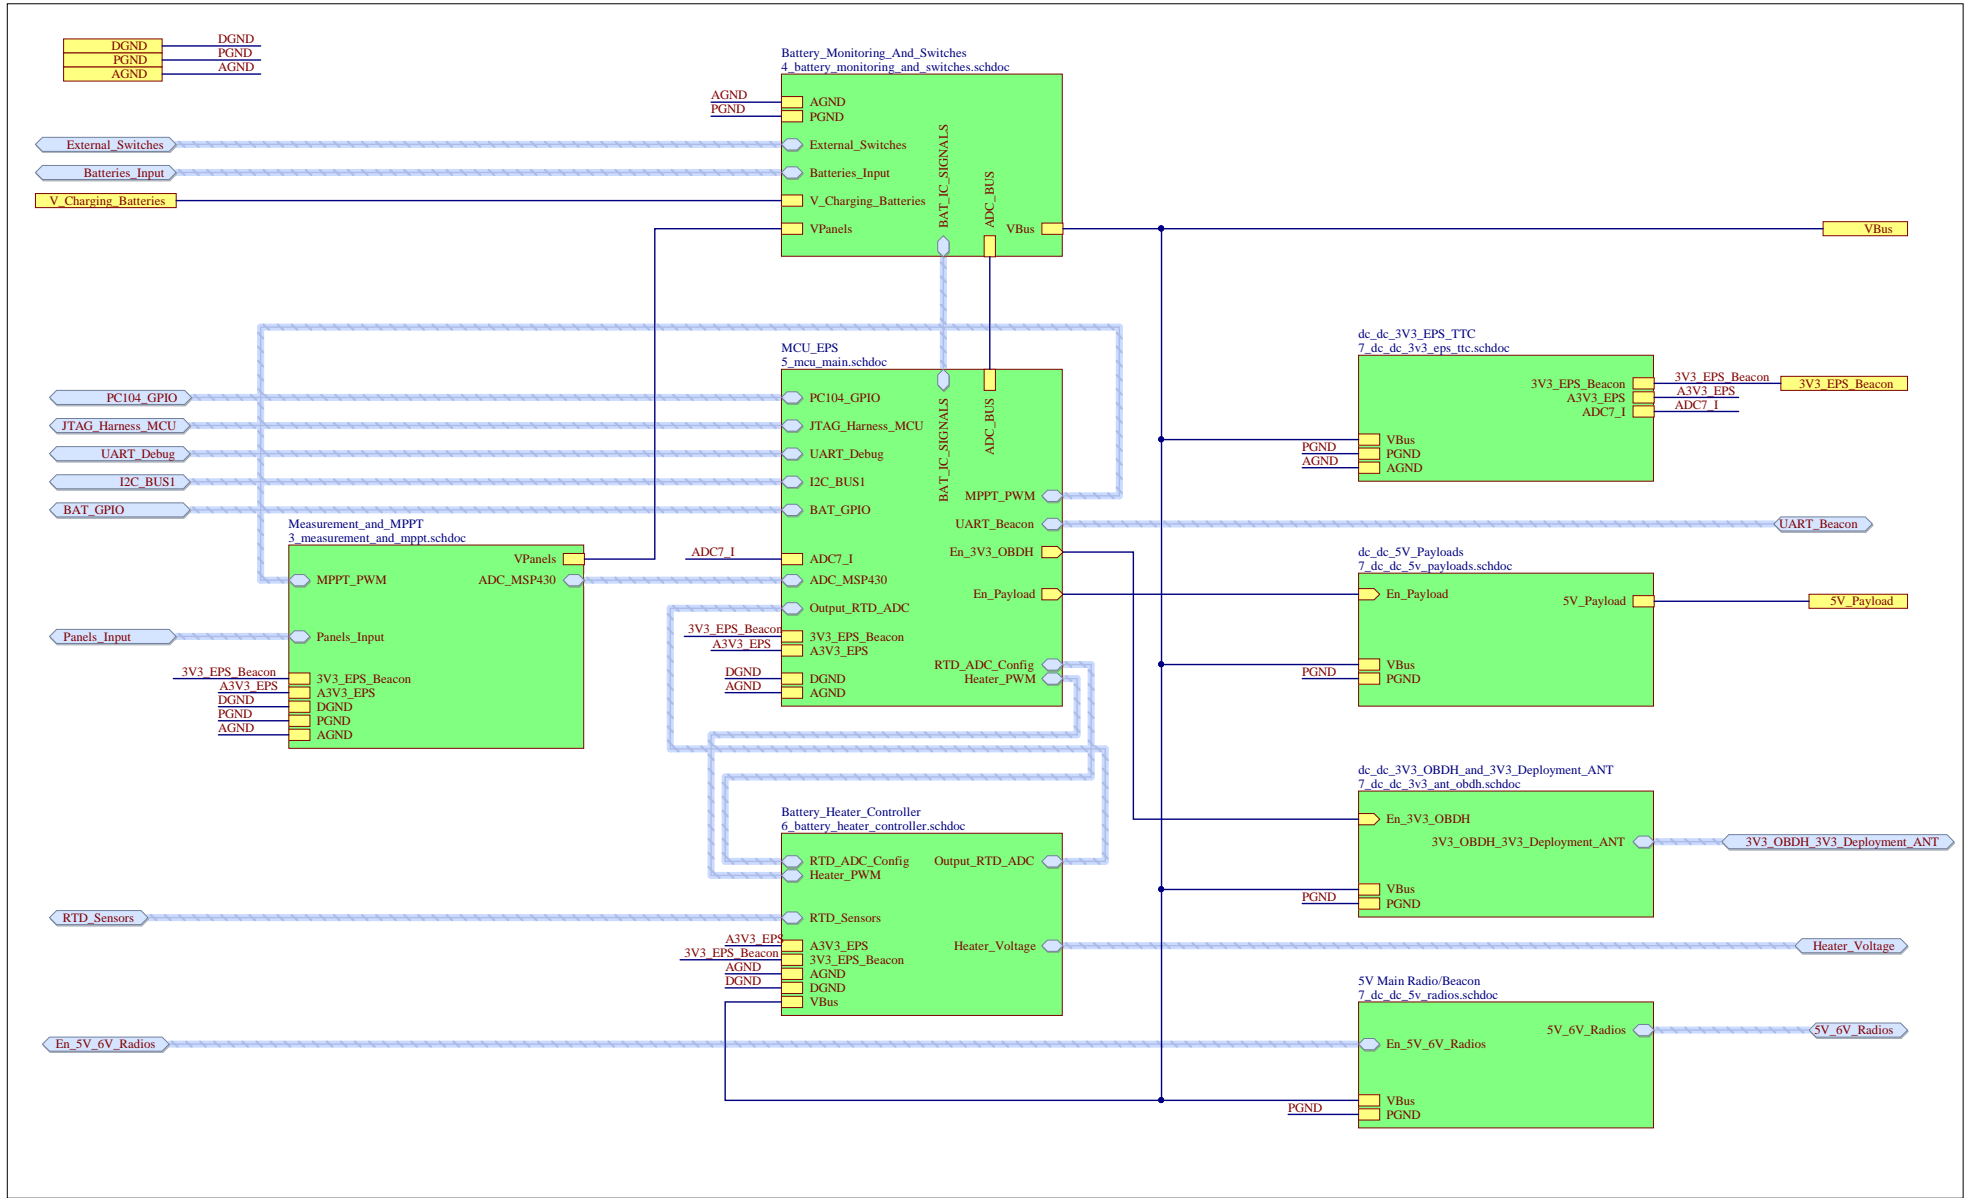 DGND DGND
PGND PGND
AGND AGND
External_Switches
Batteries_Input
V_Charging_Batteries
Battery_Monitoring_And_Switches
4_battery_monitoring_and_switches.schdoc
AGND AGND
PGND PGND
External_Switches
Batteries_Input
V_Charging_Batteries
VPanels
BAT_IC_SIGNALS
ADC_BUS
VBus
VBus
PC104_GPIO
JTAG_Harness_MCU
UART_Debug
I2C_BUS1
BAT_GPIO
MCU_EPS
5_mcu_main.schdoc
PC104_GPIO
JTAG_Harness_MCU
UART_Debug
I2C_BUS1
BAT_GPIO
ADC7_I ADC7_I
ADC_MSP430
Output_RTD_ADC
3V3_EPS_Beacon 3V3_EPS_Beacon
A3V3_EPS A3V3_EPS
DGND DGND
AGND AGND
BAT_IC_SIGNALS
ADC_BUS
MPPT_PWM
UART_Beacon
En_3V3_OBDH
En_Payload
RTD_ADC_Config
Heater_PWM
Measurement_and_MPPT
3_measurement_and_mppt.schdoc
VPanels
MPPT_PWM ADC_MSP430
Panels_Input Panels_Input
3V3_EPS_Beacon 3V3_EPS_Beacon
A3V3_EPS A3V3_EPS
DGND DGND
PGND PGND
AGND AGND
dc_dc_3V3_EPS_TTC
7_dc_dc_3v3_eps_ttc.schdoc
3V3_EPS_Beacon 3V3_EPS_Beacon 3V3_EPS_Beacon
A3V3_EPS A3V3_EPS
ADC7_I ADC7_I
VBus
PGND PGND
AGND AGND
UART_Beacon
dc_dc_5V_Payloads
7_dc_dc_5v_payloads.schdoc
En_Payload
5V_Payload 5V_Payload
VBus
PGND PGND
dc_dc_3V3_OBDH_and_3V3_Deployment_ANT
7_dc_dc_3v3_ant_obdh.schdoc
En_3V3_OBDH
3V3_OBDH_3V3_Deployment_ANT 3V3_OBDH_3V3_Deployment_ANT
VBus
PGND PGND
Battery_Heater_Controller
6_battery_heater_controller.schdoc
RTD_ADC_Config Output_RTD_ADC
Heater_PWM
RTD_Sensors RTD_Sensors
A3V3_EPS A3V3_EPS Heater_Voltage Heater_Voltage
3V3_EPS_Beacon 3V3_EPS_Beacon
AGND AGND
DGND DGND
VBus
5V Main Radio/Beacon
7_dc_dc_5v_radios.schdoc
5V_6V_Radios 5V_6V_Radios
En_5V_6V_Radios En_5V_6V_Radios
VBus
PGND PGND